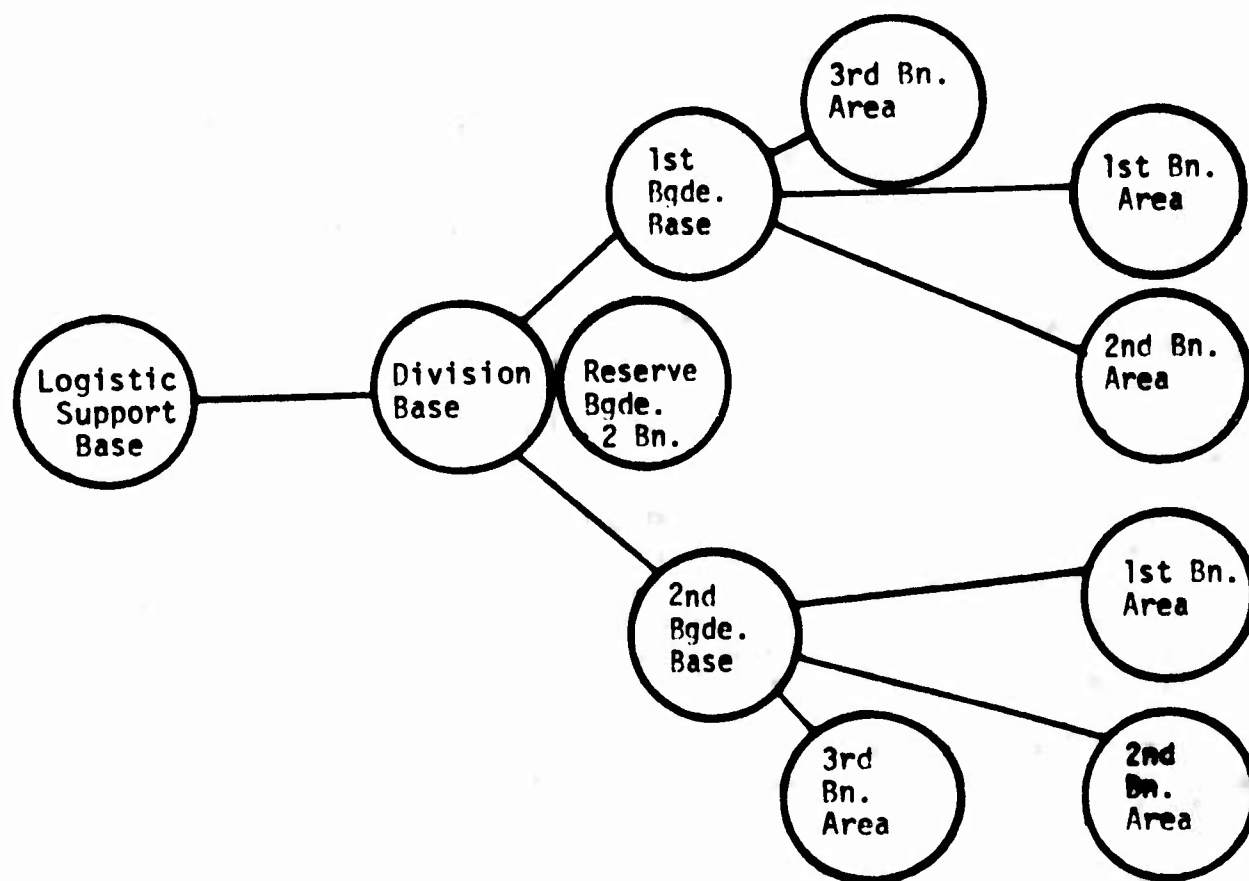 3rd Bn.
Area
1st
Bgde.
Base
1st Bn.
Area
2nd Bn.
Area
Logistic
Support
Base
Division
Base
Reserve
Bgde.
2 Bn.
2nd
Bgde.
Base
1st Bn.
Area
3rd
Bn.
Area
2nd
Bn.
Area